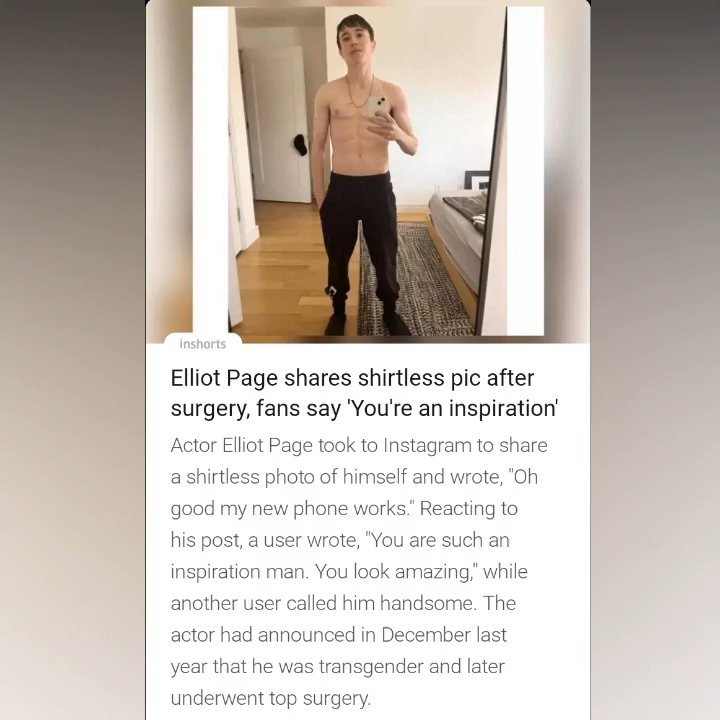 inshorts
Elliot Page shares shirtless pic after
surgery, fans say 'You're an inspiration'
Actor Elliot Page took to Instagram to share
a shirtless photo of himself and wrote, "Oh
good my new phone works." Reacting to
his post, a user wrote, "You are such an
inspiration man. You look amazing," while
another user called him handsome. The
actor had announced in December last
year that he was transgender and later
underwent top surgery.